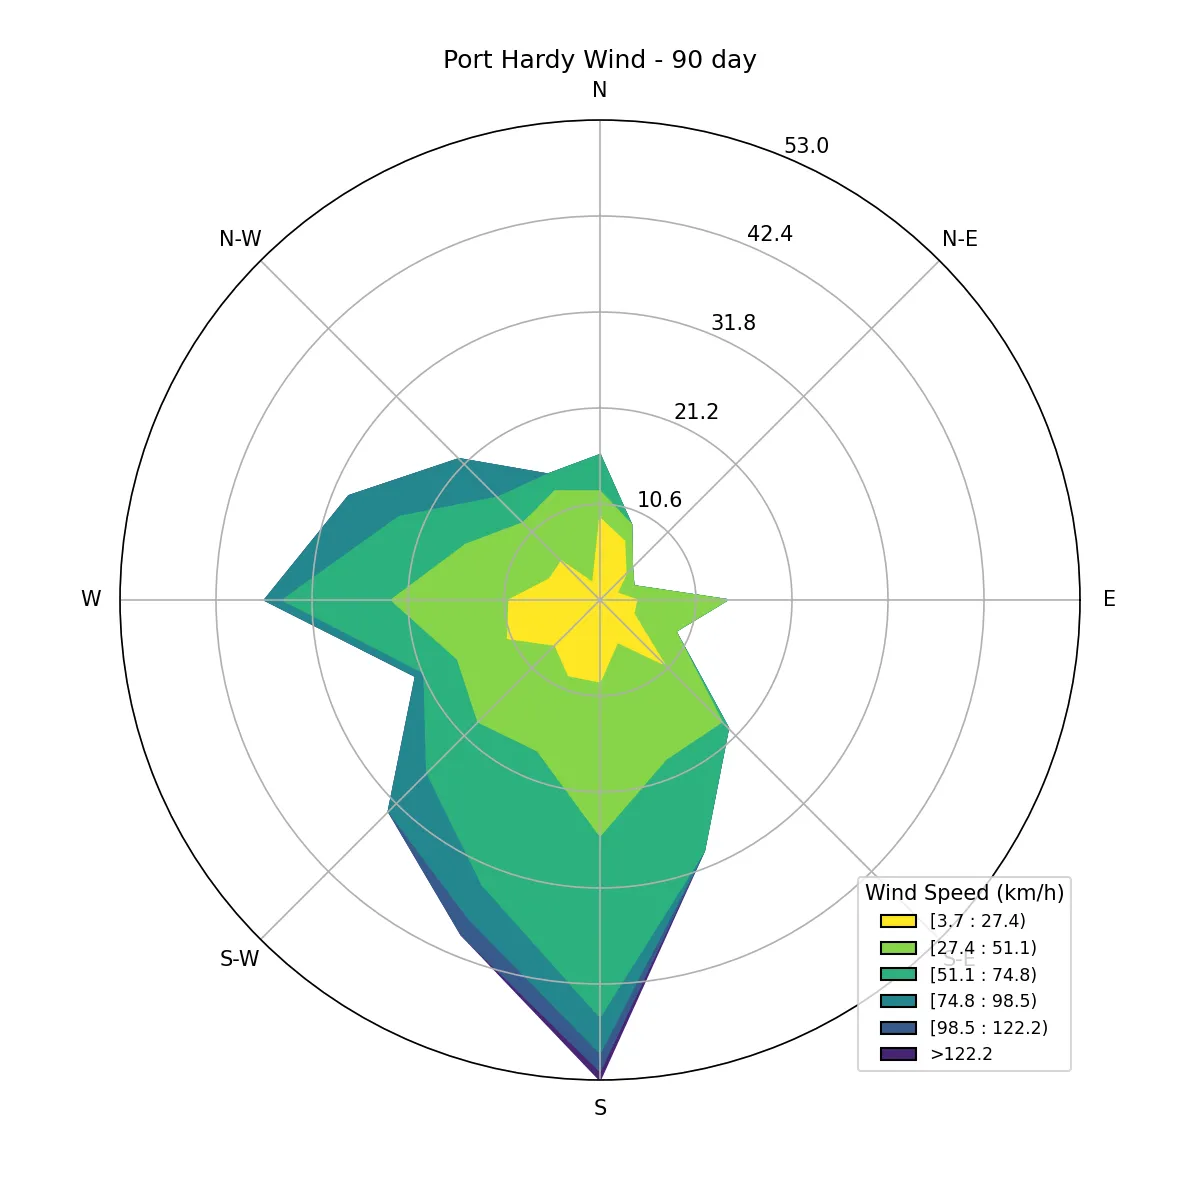 Port Hardy Wind - 90 day
N
53.0
42.4
N-W
N-E
31.8
21.2
10.6
W
E
Wind Speed (km/h)
[3.7 : 27.4)
[27.4 : 51.1)
S-W
S-E
[51.1 : 74.8)
[74.8 : 98.5)
[98.5 : 122.2)
>122.2
S